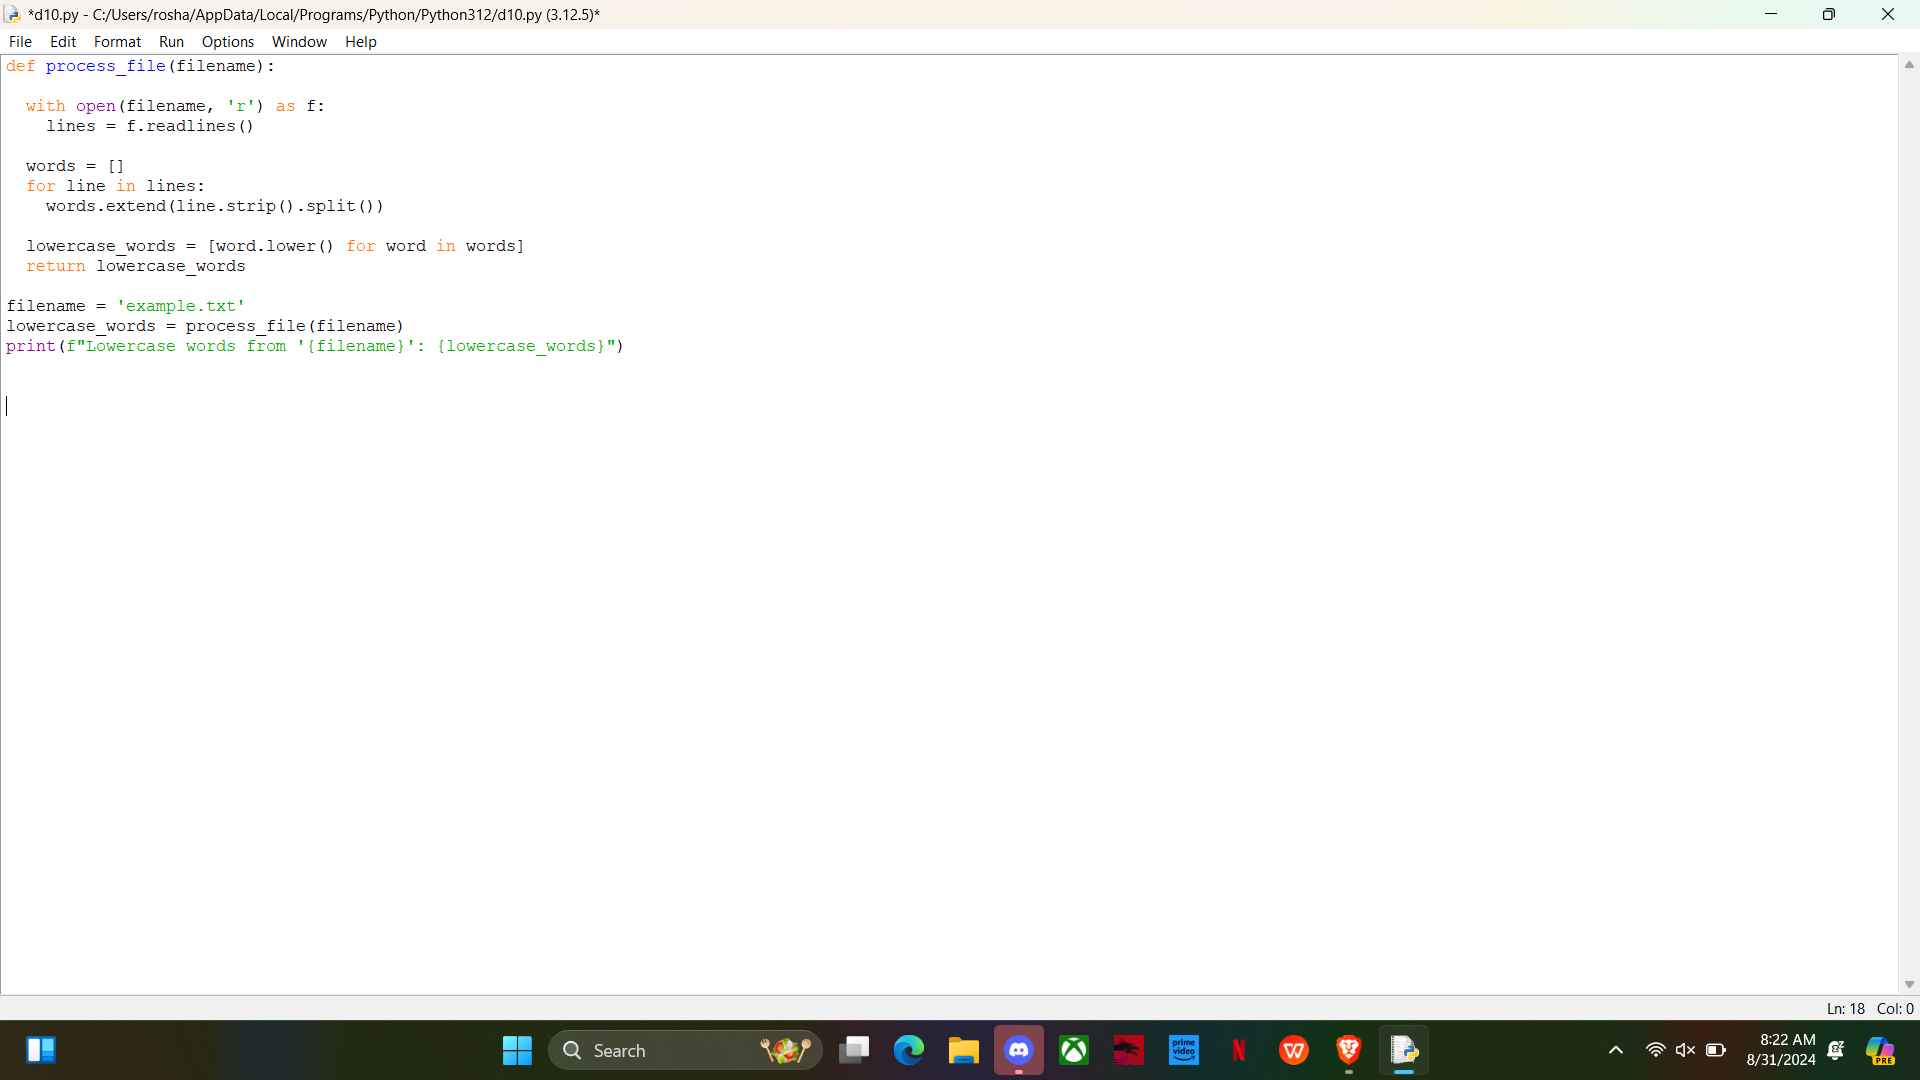 *d10.py - C:/Users/rosha/AppData/Local/Programs/Python/Python312/d10.py (3.12.5)*
File Edit Format Run Options Window Help
def process_file(filename):
  with open(filename, 'r') as f:
    lines = f.readlines()
  words = []
  for line in lines:
    words.extend(line.strip().split())
  lowercase_words = [word.lower() for word in words]
  return lowercase_words
filename = 'example.txt'
lowercase_words = process_file(filename)
print(f"Lowercase words from '{filename}': {lowercase_words}")
Ln: 18 Col: 0
Search
prime video
N
W
8:22 AM
8/31/2024
PRE